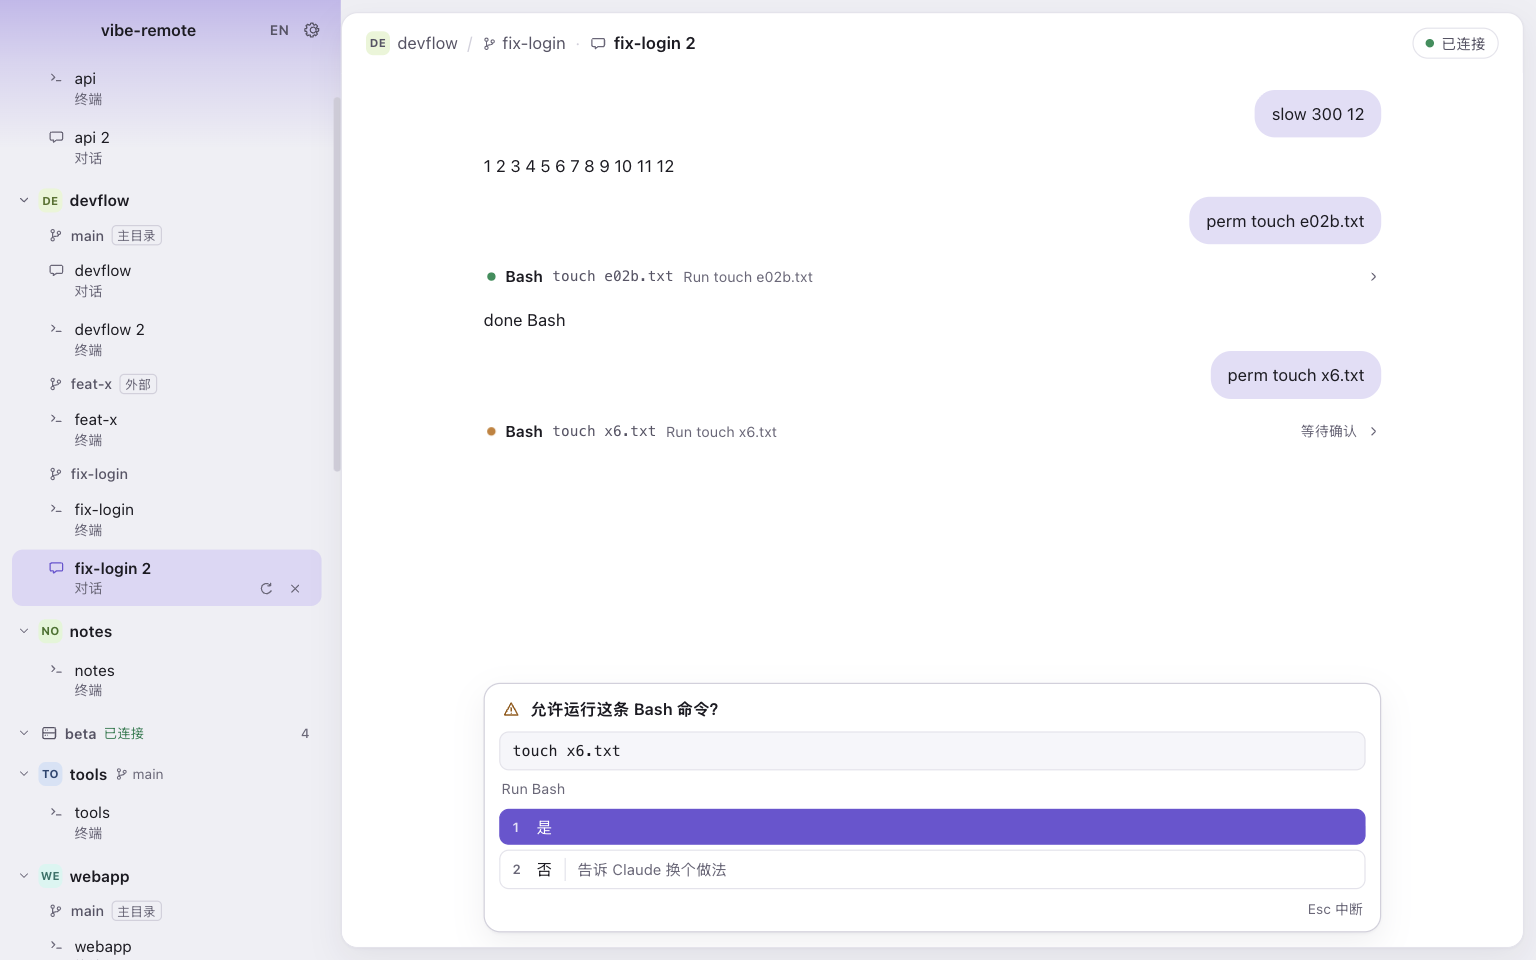 vibe-remote EN
api
终端
api 2
对话
DE devflow
main 主目录
devflow
对话
devflow 2
终端
feat-x 外部
feat-x
终端
fix-login
fix-login
终端
fix-login 2
对话
NO notes
notes
终端
beta 已连接 4
TO tools main
tools
终端
WE webapp
main 主目录
webapp
DE devflow / fix-login · fix-login 2
已连接
slow 300 12
1 2 3 4 5 6 7 8 9 10 11 12
perm touch e02b.txt
Bash touch e02b.txt Run touch e02b.txt
done Bash
perm touch x6.txt
Bash touch x6.txt Run touch x6.txt 等待确认
允许运行这条 Bash 命令?
touch x6.txt
Run Bash
1 是
2 否 告诉 Claude 换个做法
Esc 中断